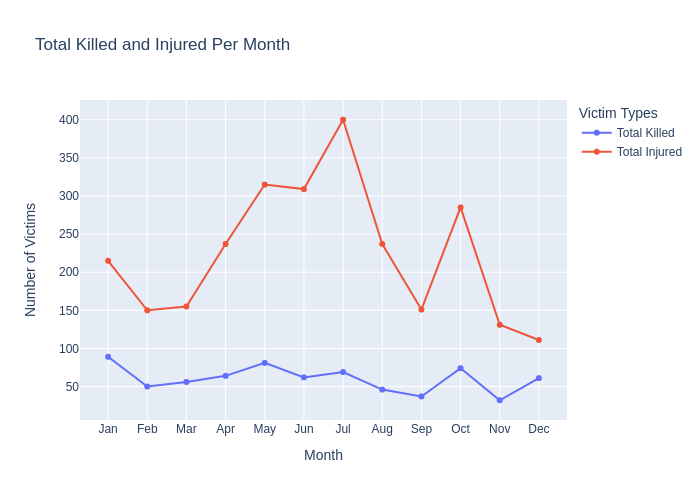 Total Killed and Injured Per Month
Victim Types
Total Killed
Total Injured
Number of Victims
400
350
300
250
200
150
100
50
Jan Feb Mar Apr May Jun Jul Aug Sep Oct Nov Dec
Month